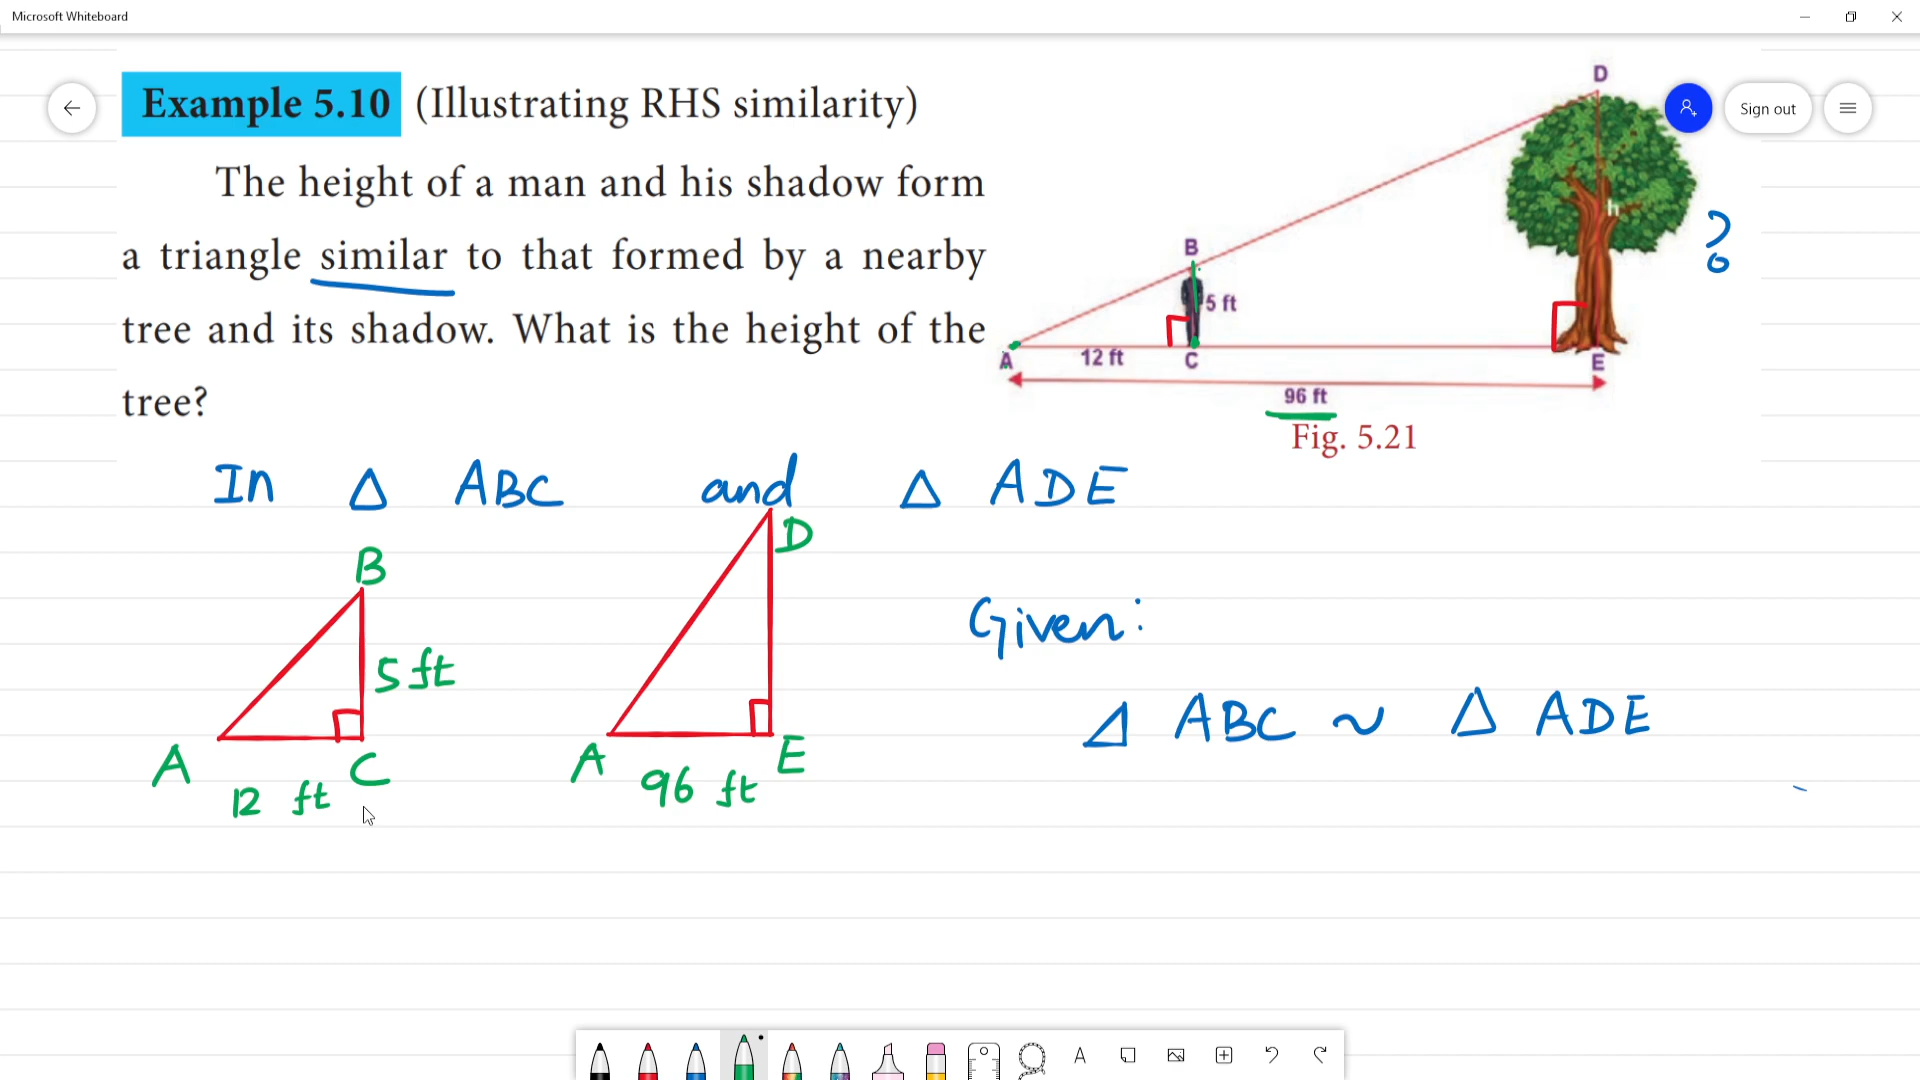 Microsoft Whiteboard
Example 5.10 (Illustrating RHS similarity)
The height of a man and his shadow form
a triangle similar to that formed by a nearby
tree and its shadow. What is the height of the
tree?
D
Sign out
h
?
B
5 ft
A
12 ft
C
E
96 ft
Fig. 5.21
In Δ ABC and Δ ADE
B
D
5 ft
A
C
12 ft
A
E
96 ft
Given:
Δ ABC ~ Δ ADE
A